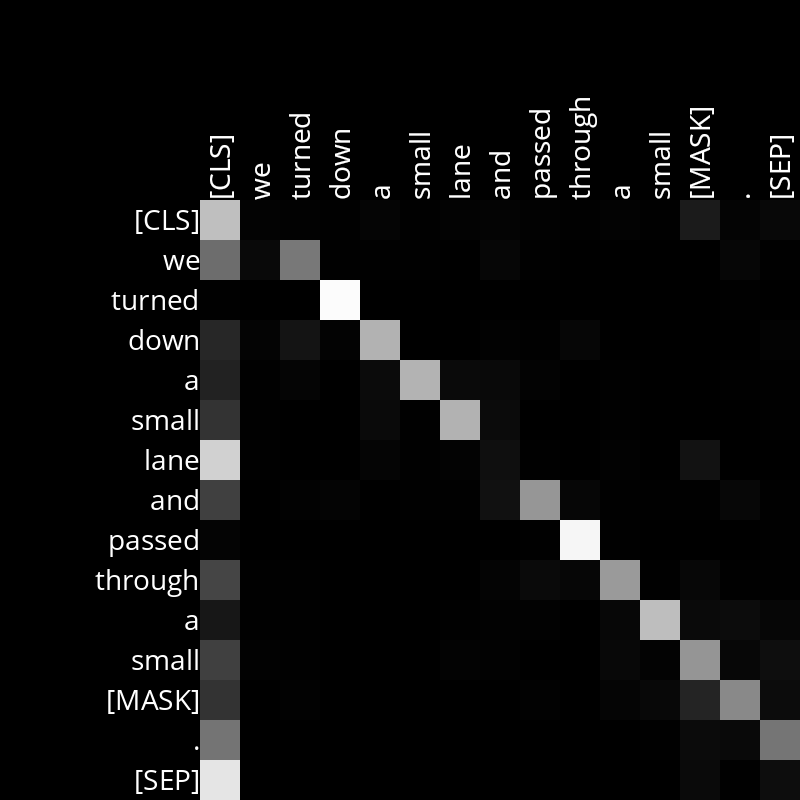 [CLS] we turned down a small lane and passed through a small [MASK] . [SEP]
[CLS]
we
turned
down
a
small
lane
and
passed
through
a
small
[MASK]
.
[SEP]